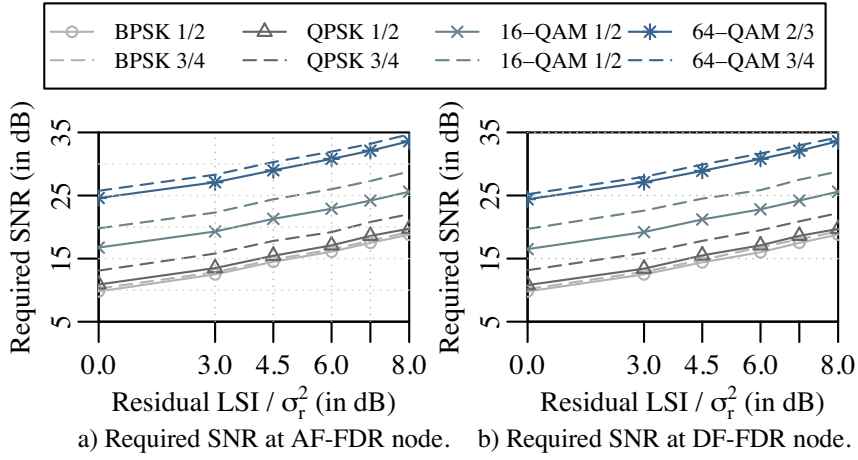 BPSK 1/2 QPSK 1/2 16−QAM 1/2 64−QAM 2/3
BPSK 3/4 QPSK 3/4 16−QAM 1/2 64−QAM 3/4
Required SNR (in dB)
35
25
15
5
0.0 3.0 4.5 6.0 8.0
Residual LSI / σ_r^2 (in dB)
a) Required SNR at AF-FDR node.
Required SNR (in dB)
35
25
15
5
0.0 3.0 4.5 6.0 8.0
Residual LSI / σ_r^2 (in dB)
b) Required SNR at DF-FDR node.